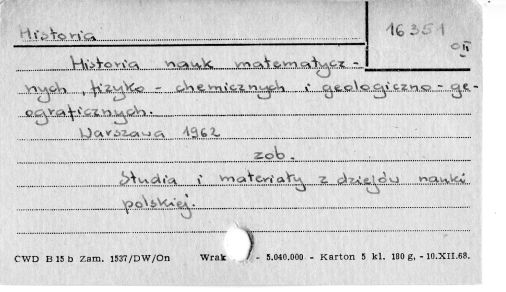 Historia
16351
OII
Historia nauk matematycz-
nych, fizyko-chemicznych i geologiczno-ge-
ograficznych.
Warszawa 1962
zob.
Studia i materiały z dziejów nauki
polskiej.
CWD B 15 b Zam. 1537/DW/On Wrak - 5.040.000 - Karton 5 kl. 180 g, - 10.XII.68.